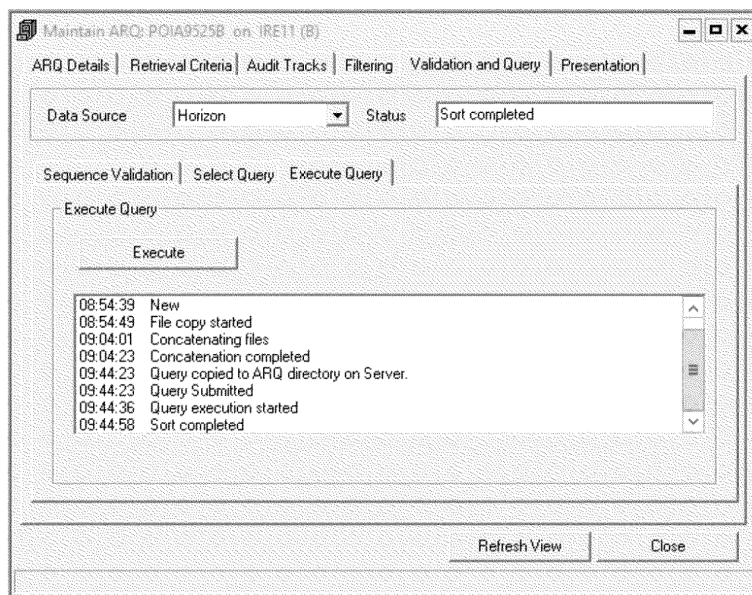 Maintain ARQ: POIA9525B on IRE11 (B)
ARQ Details Retrieval Criteria Audit Tracks Filtering Validation and Query Presentation
Data Source Horizon Status Sort completed
Sequence Validation Select Query Execute Query
Execute Query
Execute
08:54:39 New
08:54:49 File copy started
09:04:01 Concatenating files
09:04:23 Concatenation completed
09:44:23 Query copied to ARQ directory on Server.
09:44:23 Query Submitted
09:44:36 Query execution started
09:44:58 Sort completed
Refresh View Close